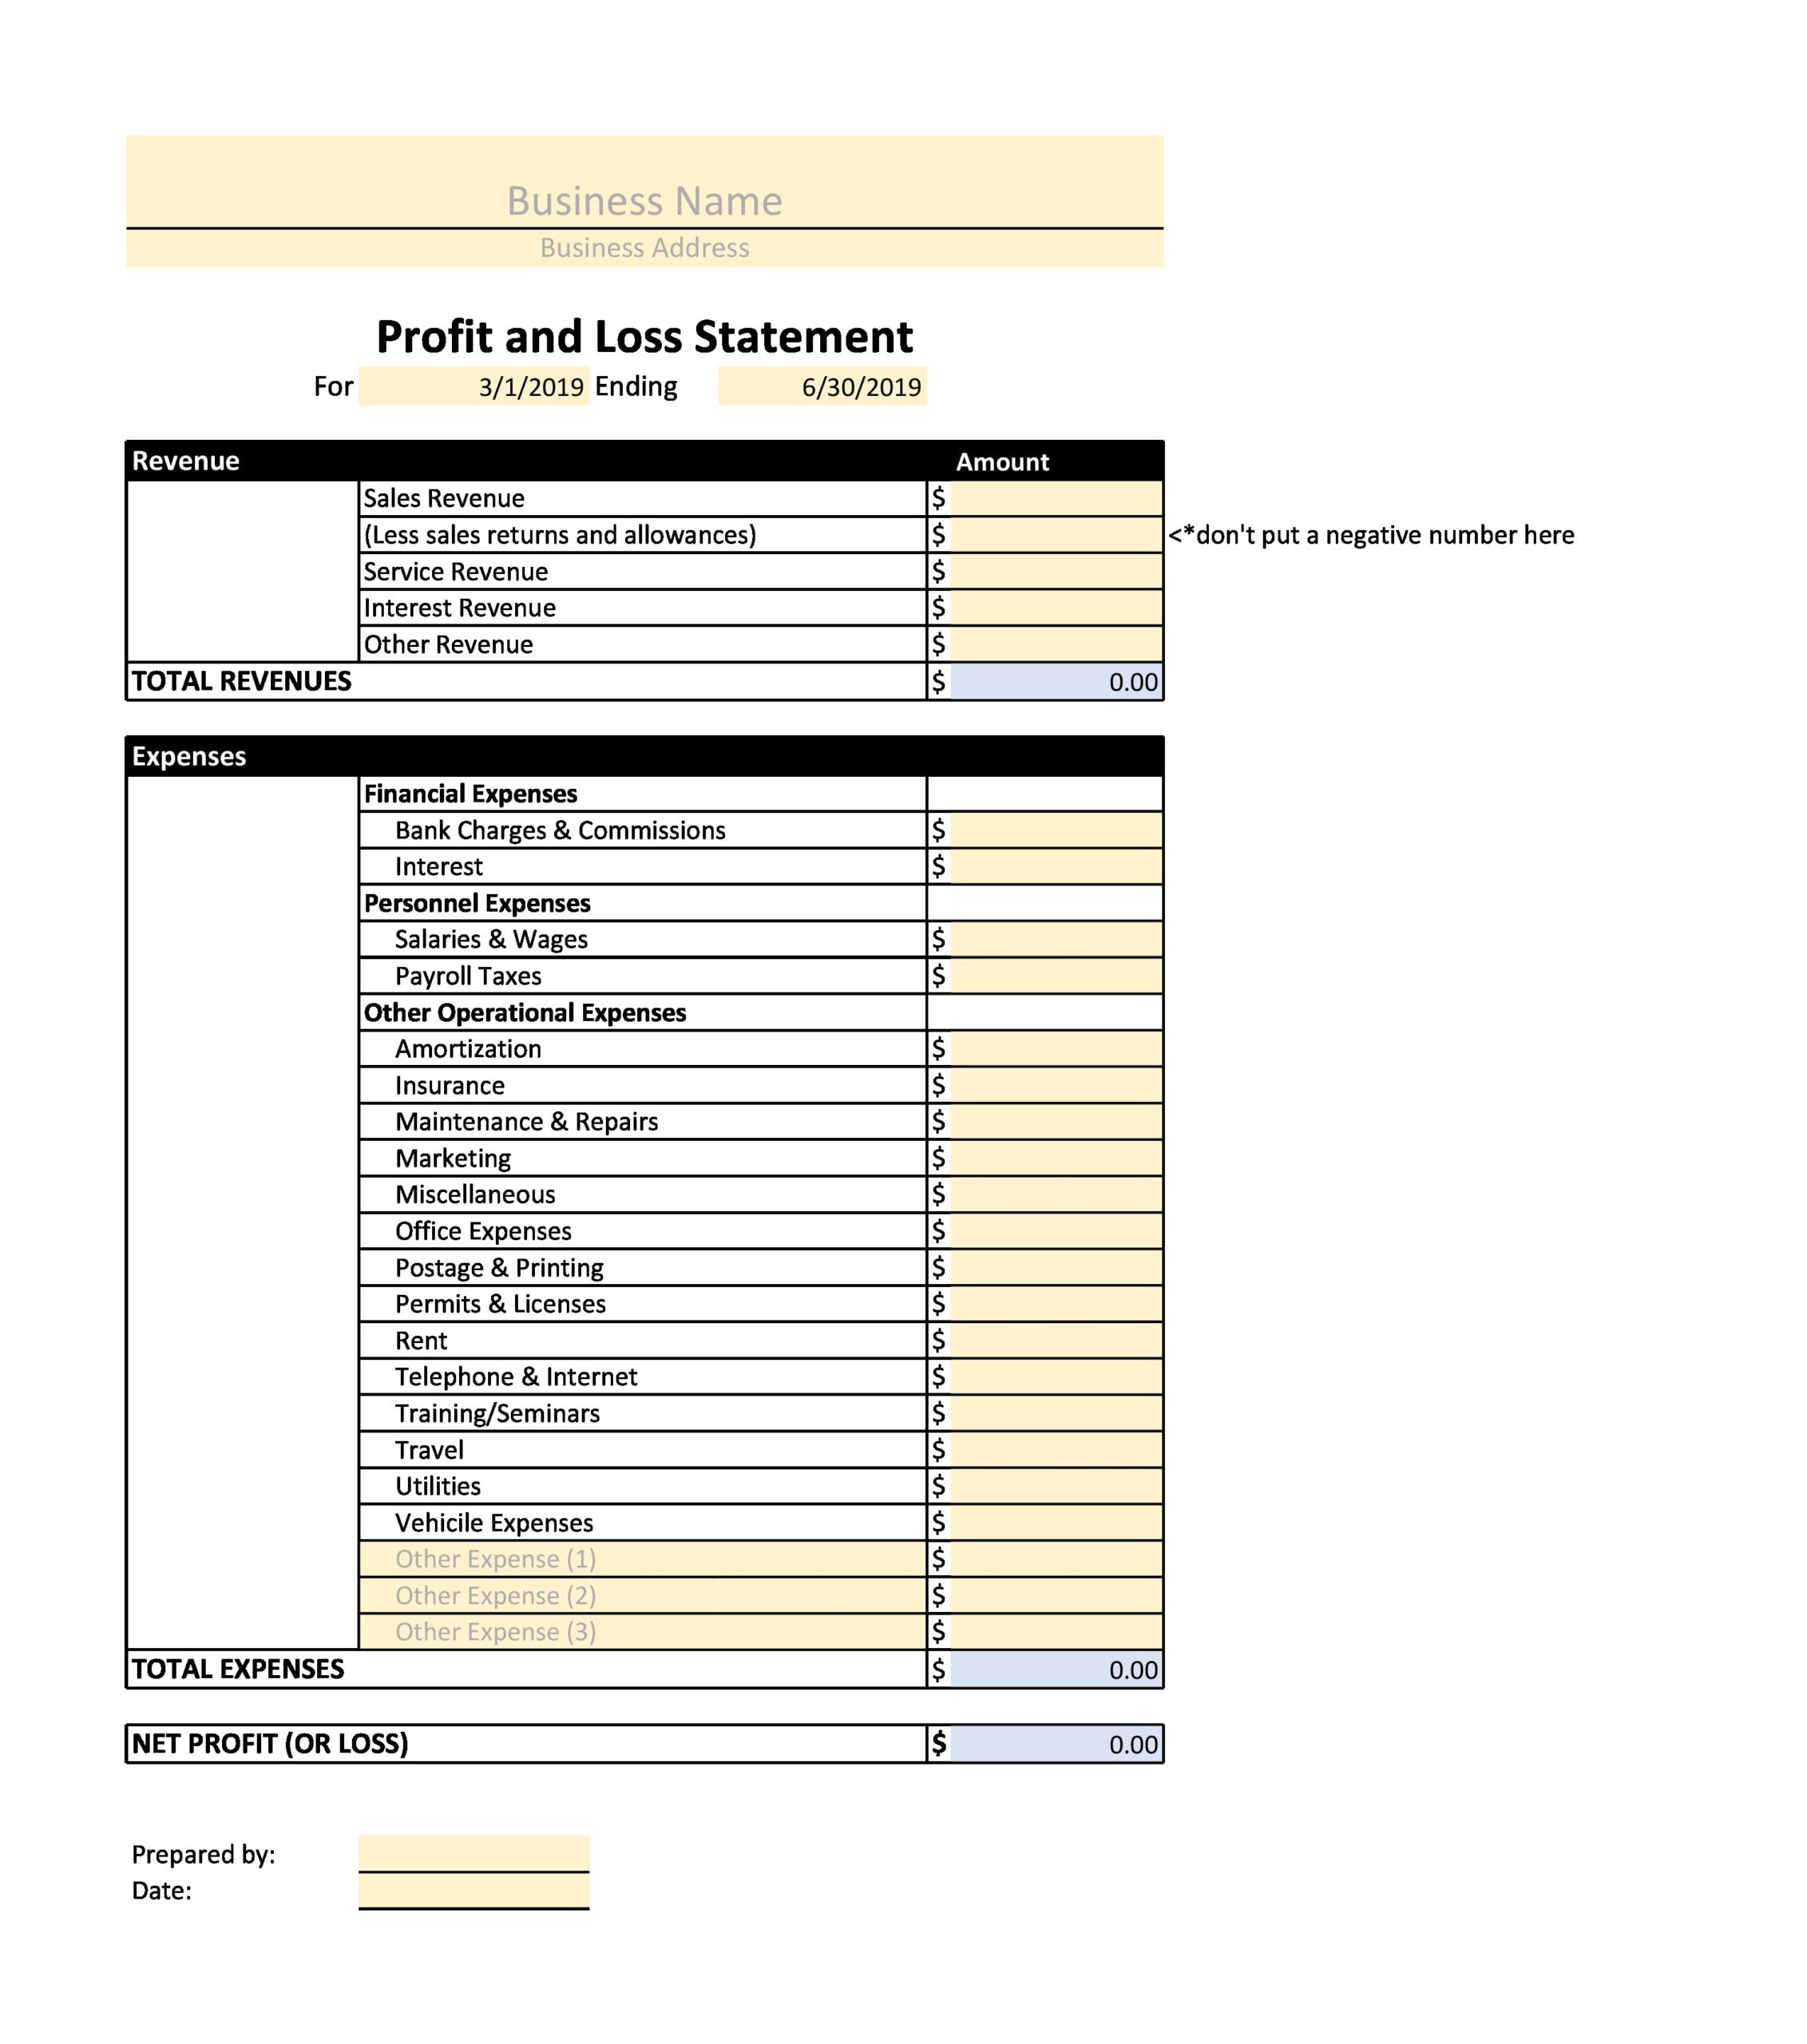 Business Name
Business Address
Profit and Loss Statement
For 3/1/2019 Ending 6/30/2019
Revenue Amount
Sales Revenue $
(Less sales returns and allowances) $ <*don't put a negative number here
Service Revenue $
Interest Revenue $
Other Revenue $
TOTAL REVENUES $ 0.00
Expenses
Financial Expenses
Bank Charges & Commissions $
Interest $
Personnel Expenses
Salaries & Wages $
Payroll Taxes $
Other Operational Expenses
Amortization $
Insurance $
Maintenance & Repairs $
Marketing $
Miscellaneous $
Office Expenses $
Postage & Printing $
Permits & Licenses $
Rent $
Telephone & Internet $
Training/Seminars $
Travel $
Utilities $
Vehicile Expenses $
Other Expense (1) $
Other Expense (2) $
Other Expense (3) $
TOTAL EXPENSES $ 0.00
NET PROFIT (OR LOSS) $ 0.00
Prepared by:
Date: